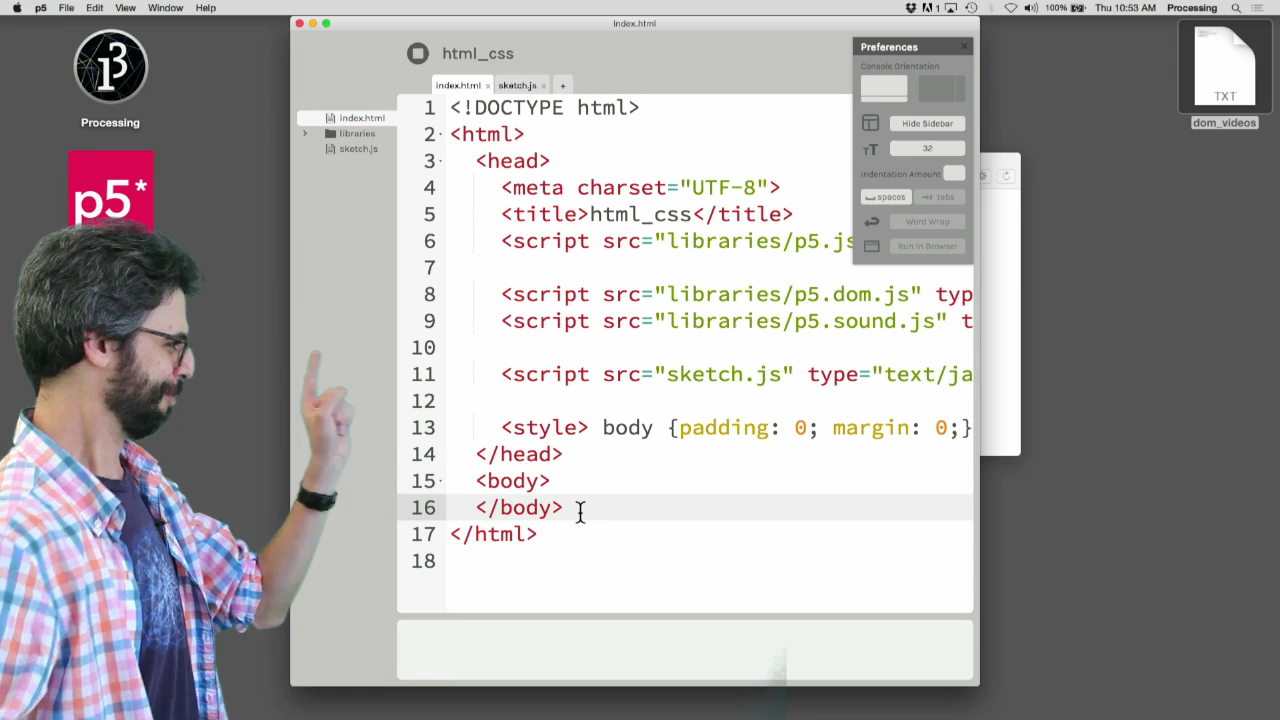 p5 File Edit View Window Help
1 100% Thu 10:53 AM Processing
index.html
html_css
Preferences
Console Orientation
index.html sketch.js +
Hide Sidebar
32
Indentation Amount
spaces tabs
Word Wrap
Run in Browser
index.html
libraries
sketch.js
1 <!DOCTYPE html>
2 <html>
3 <head>
4 <meta charset="UTF-8">
5 <title>html_css</title>
6 <script src="libraries/p5.js
7
8 <script src="libraries/p5.dom.js" typ
9 <script src="libraries/p5.sound.js" t
10
11 <script src="sketch.js" type="text/ja
12
13 <style> body {padding: 0; margin: 0;}
14 </head>
15 <body>
16 </body>
17 </html>
18
Processing
p5*
TXT
dom_videos